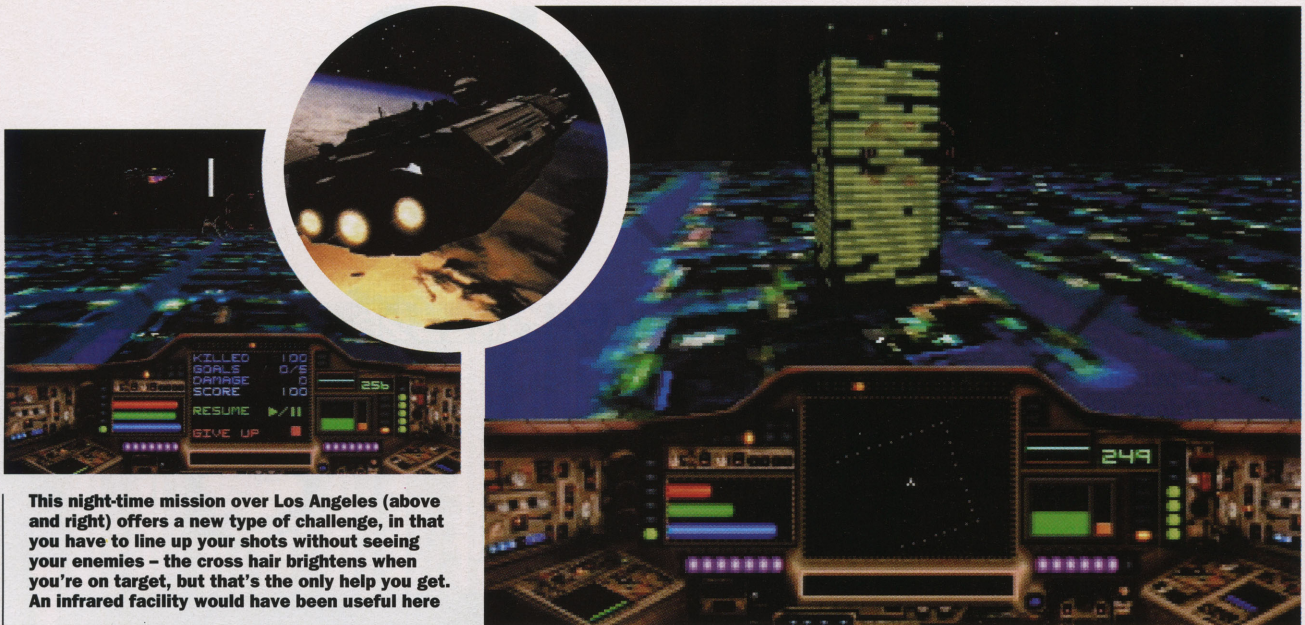 KILLED 100
GOALS 0/5
DAMAGE 0
SCORE 100
RESUME ▶/II
GIVE UP ■
256
249
This night-time mission over Los Angeles (above
and right) offers a new type of challenge, in that
you have to line up your shots without seeing
your enemies – the cross hair brightens when
you're on target, but that's the only help you get.
An infrared facility would have been useful here